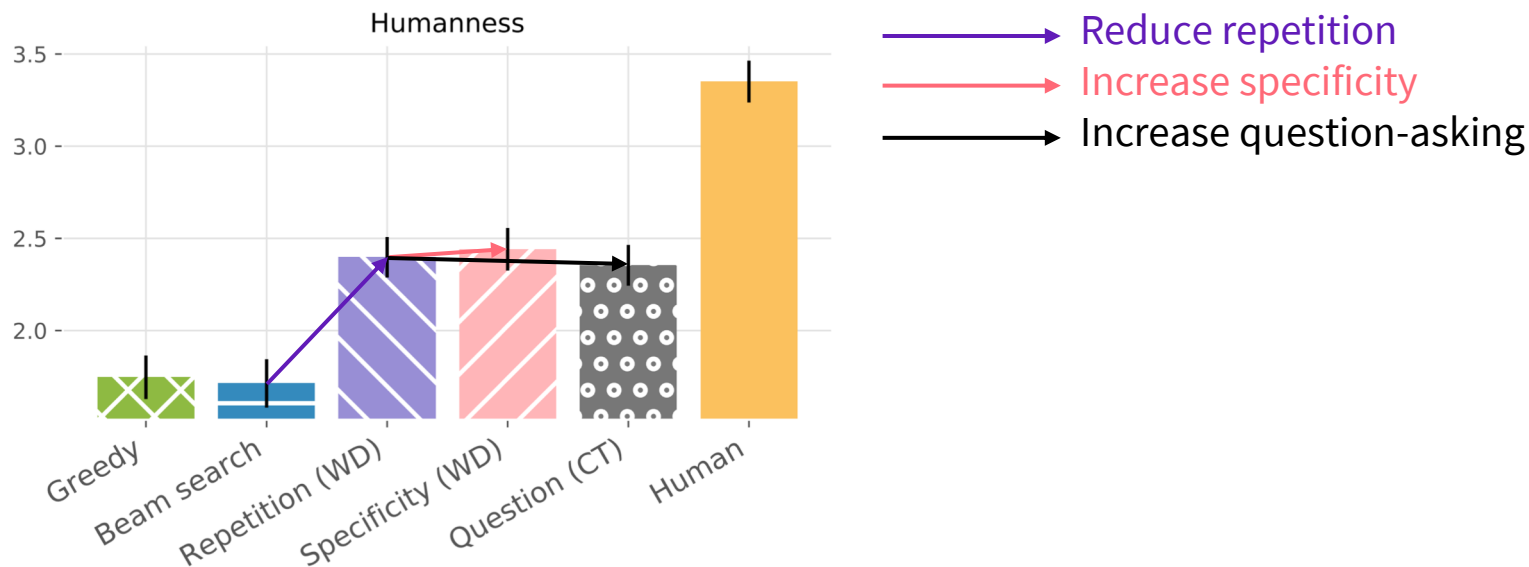 Humanness
3.5
3.0
2.5
2.0
Greedy
Beam search
Repetition (WD)
Specificity (WD)
Question (CT)
Human
Reduce repetition
Increase specificity
Increase question-asking